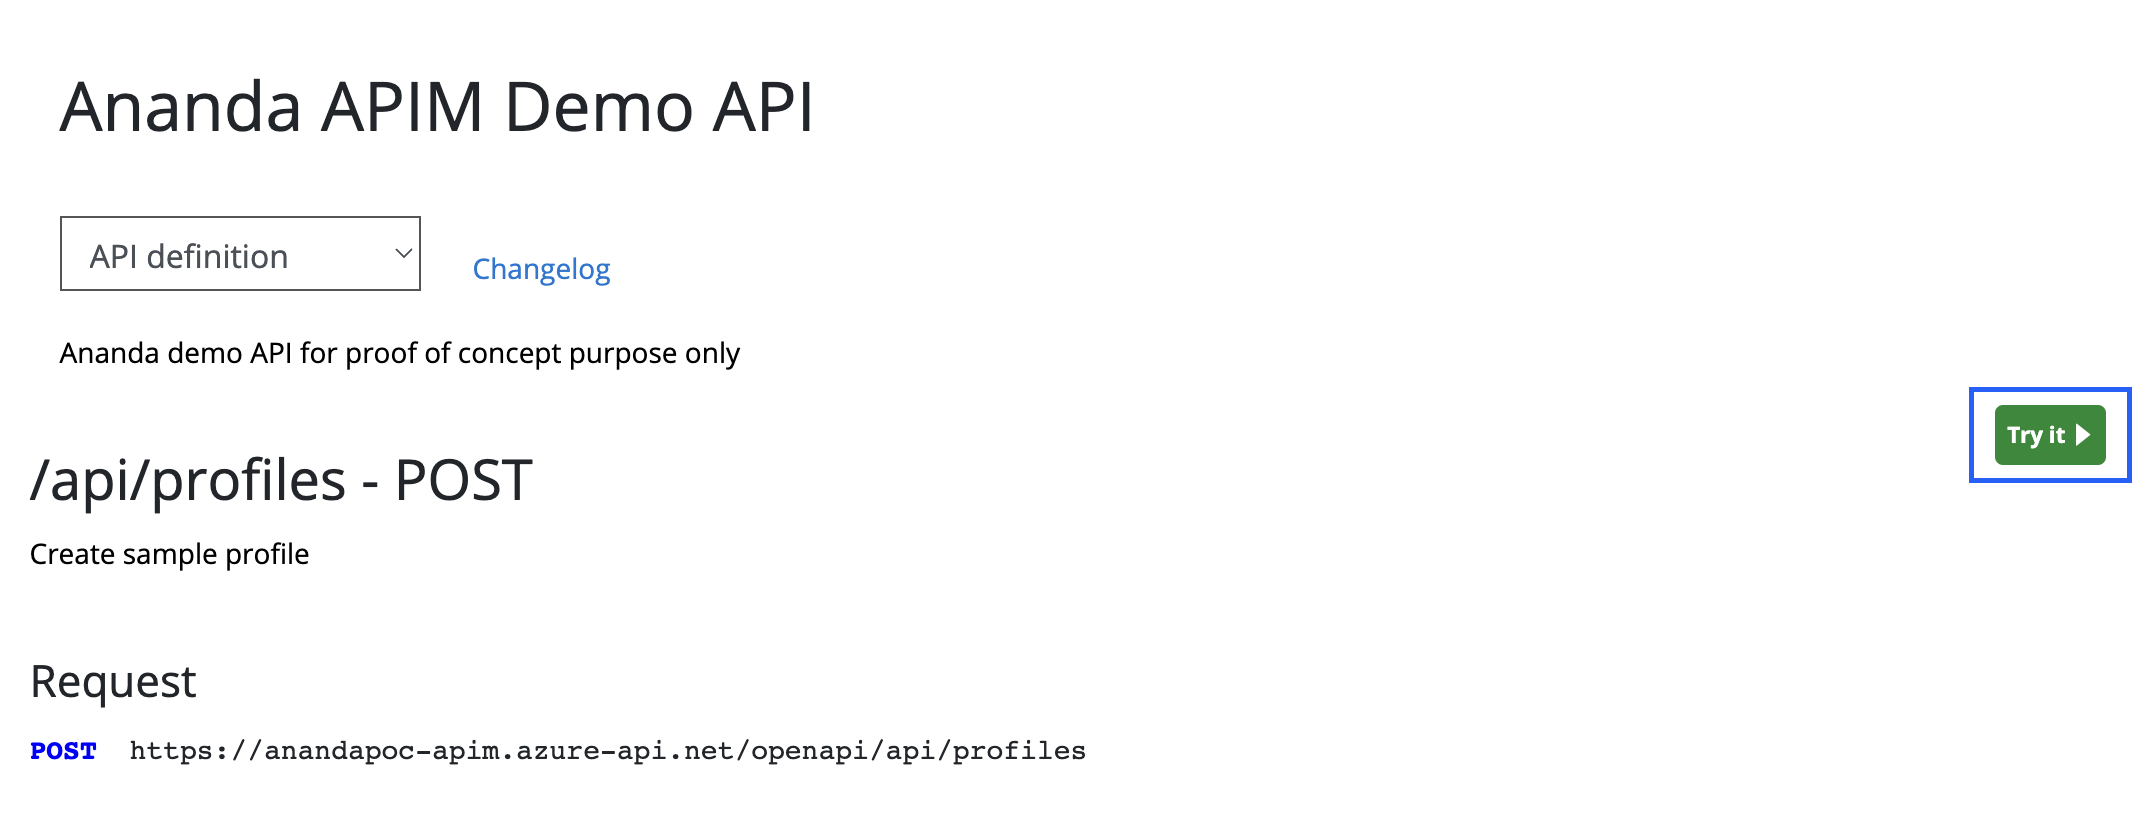 Ananda APIM Demo API
API definition
Changelog
Ananda demo API for proof of concept purpose only
Try it
/api/profiles - POST
Create sample profile
Request
POST https://anandapoc-apim.azure-api.net/openapi/api/profiles